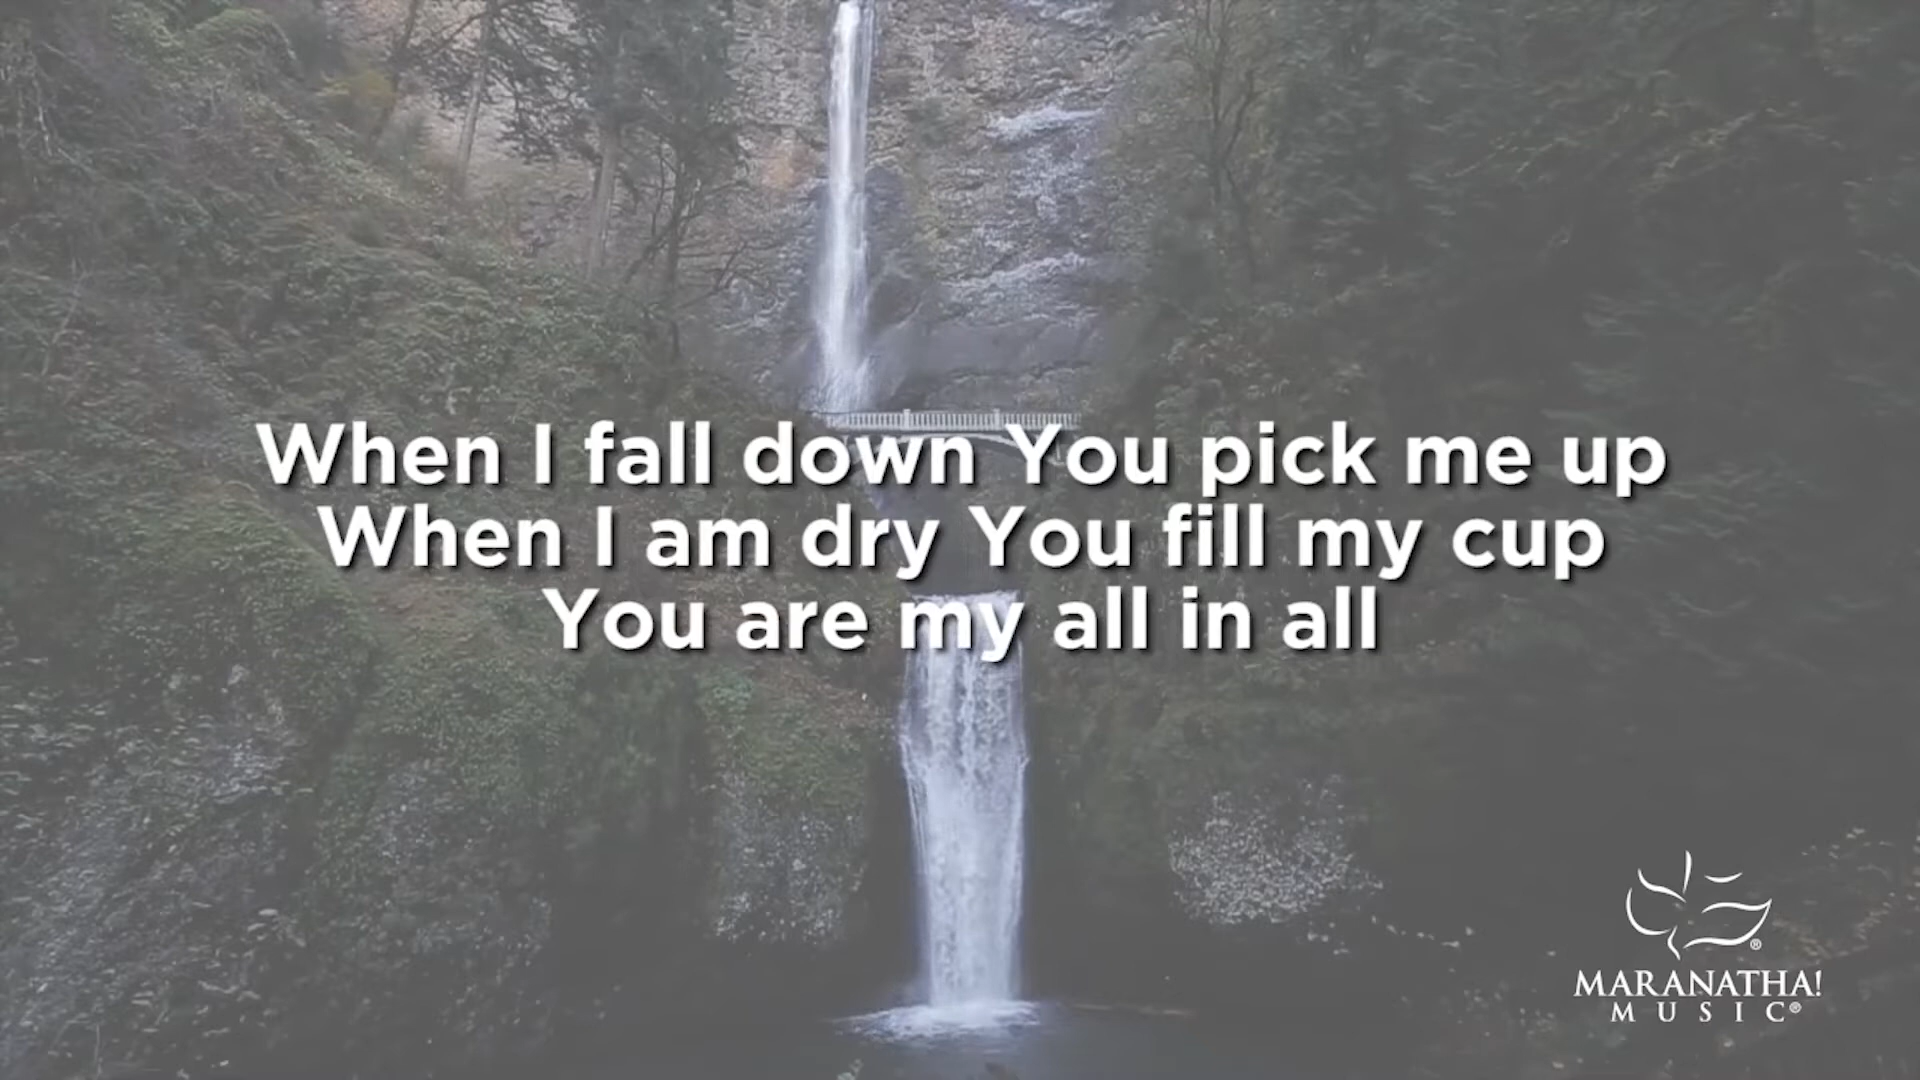 When I fall down You pick me up
When I am dry You fill my cup
You are my all in all
MARANATHA!
MUSIC®